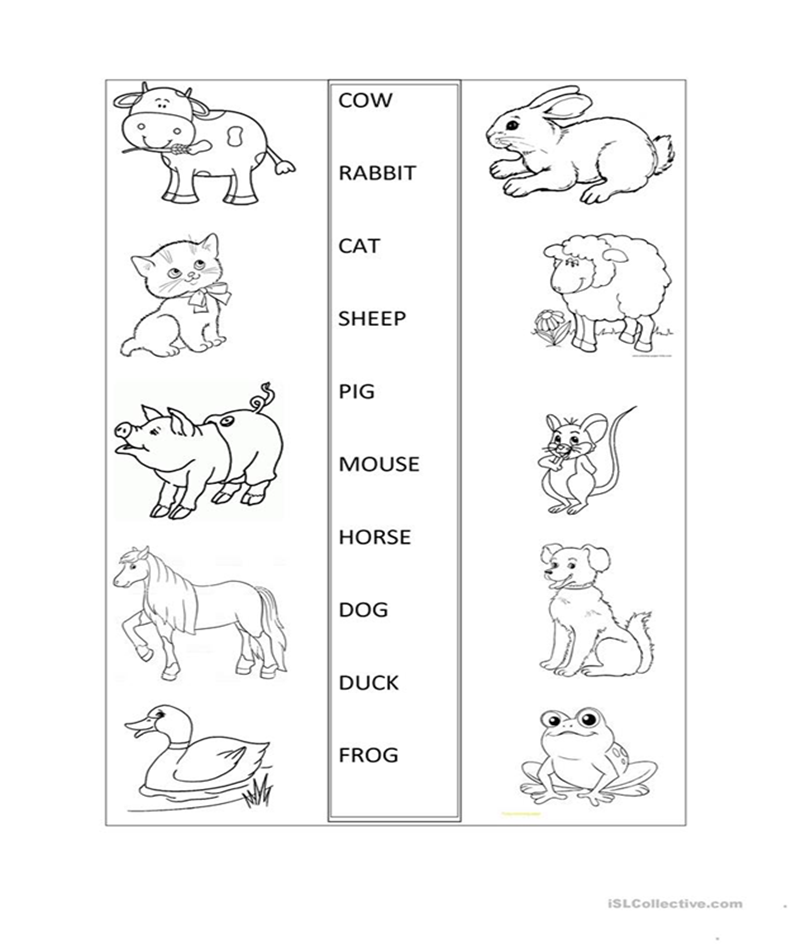 COW
RABBIT
CAT
SHEEP
PIG
MOUSE
HORSE
DOG
DUCK
FROG
iSLCollective.com